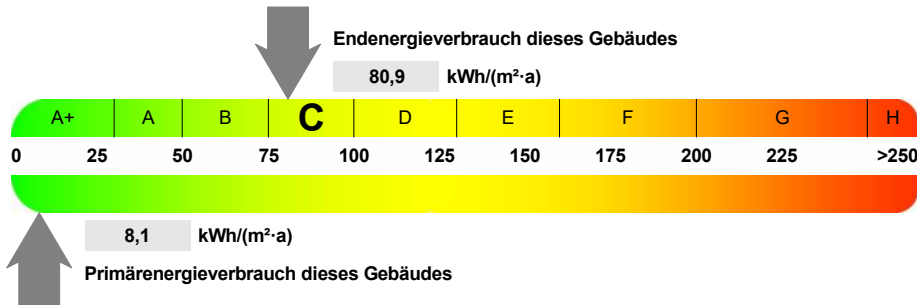 Endenergieverbrauch dieses Gebäudes
80,9 kWh/(m²·a)
A+ A B C D E F G H
0 25 50 75 100 125 150 175 200 225 >250
8,1 kWh/(m²·a)
Primärenergieverbrauch dieses Gebäudes